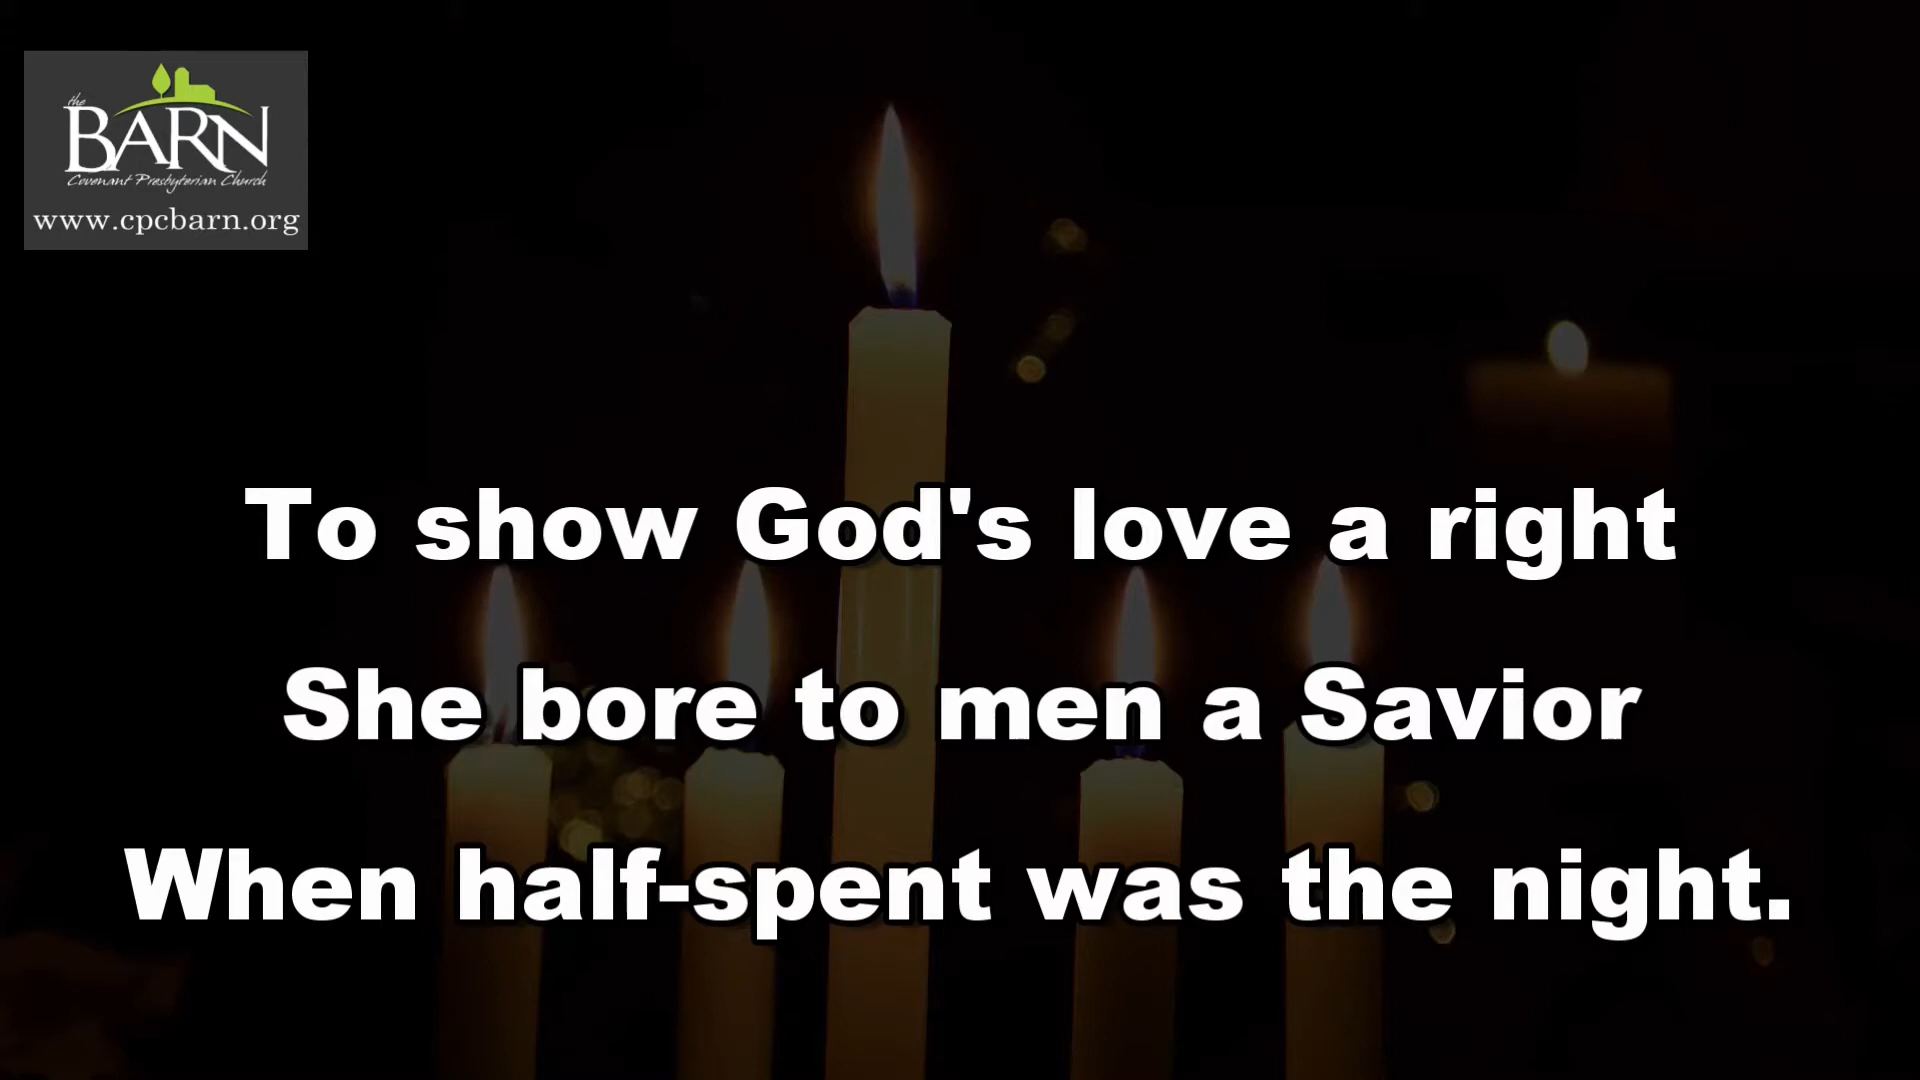 the
BARN
Covenant Presbyterian Church
www.cpcbarn.org
To show God's love a right
She bore to men a Savior
When half-spent was the night.